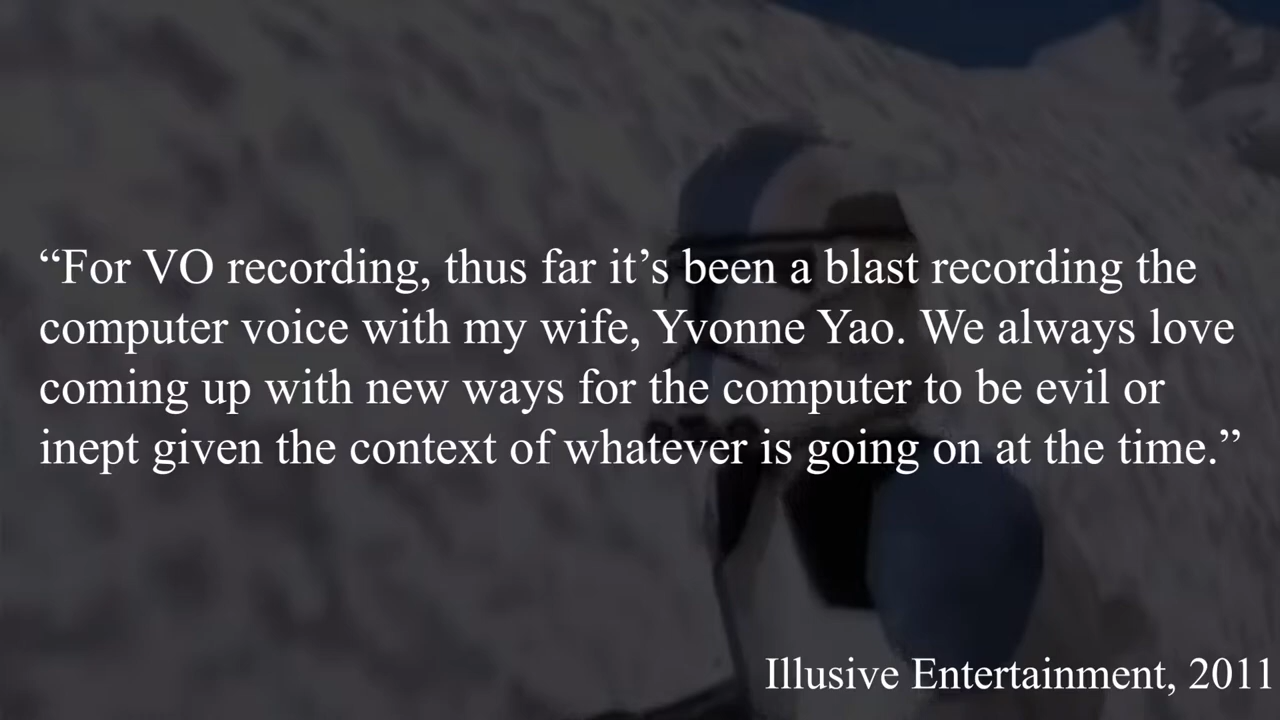 “For VO recording, thus far it’s been a blast recording the
computer voice with my wife, Yvonne Yao. We always love
coming up with new ways for the computer to be evil or
inept given the context of whatever is going on at the time.”
Illusive Entertainment, 2011